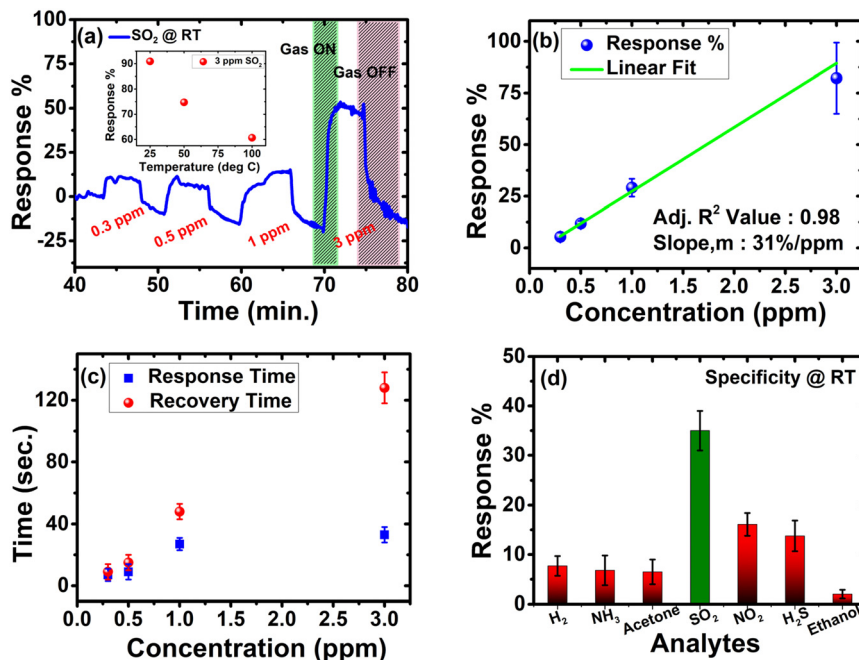 (a)
SO₂ @ RT
Gas ON
Gas OFF
3 ppm SO₂
Response %
90
80
70
60
25
50
75
100
Temperature (deg C)
0.3 ppm
0.5 ppm
1 ppm
3 ppm
Response %
100
75
50
25
0
-25
40
50
60
70
80
Time (min.)
(b)
Response %
Linear Fit
Adj. R² Value : 0.98
Slope,m : 31%/ppm
Response %
100
75
50
25
0
0.0
0.5
1.0
1.5
2.0
2.5
3.0
Concentration (ppm)
(c)
Response Time
Recovery Time
Time (sec.)
120
80
40
0
0.0
0.5
1.0
1.5
2.0
2.5
3.0
Concentration (ppm)
(d)
Specificity @ RT
Response %
50
40
30
20
10
0
H₂
NH₃
Acetone
SO₂
NO₂
H₂S
Ethanol
Analytes